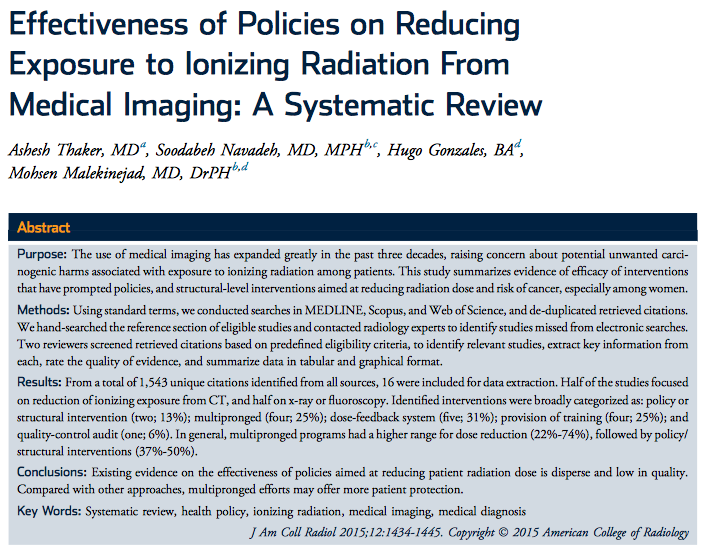 Effectiveness of Policies on Reducing
Exposure to Ionizing Radiation From
Medical Imaging: A Systematic Review
Ashesh Thaker, MDa, Soodabeh Navadeh, MD, MPHb,c, Hugo Gonzales, BAd,
Mohsen Malekinejad, MD, DrPHb,d
Abstract
Purpose: The use of medical imaging has expanded greatly in the past three decades, raising concern about potential unwanted carci-
nogenic harms associated with exposure to ionizing radiation among patients. This study summarizes evidence of efficacy of interventions
that have prompted policies, and structural-level interventions aimed at reducing radiation dose and risk of cancer, especially among women.
Methods: Using standard terms, we conducted searches in MEDLINE, Scopus, and Web of Science, and de-duplicated retrieved citations.
We hand-searched the reference section of eligible studies and contacted radiology experts to identify studies missed from electronic searches.
Two reviewers screened retrieved citations based on predefined eligibility criteria, to identify relevant studies, extract key information from
each, rate the quality of evidence, and summarize data in tabular and graphical format.
Results: From a total of 1,543 unique citations identified from all sources, 16 were included for data extraction. Half of the studies focused
on reduction of ionizing exposure from CT, and half on x-ray or fluoroscopy. Identified interventions were broadly categorized as: policy or
structural intervention (two; 13%); multipronged (four; 25%); dose-feedback system (five; 31%); provision of training (four; 25%); and
quality-control audit (one; 6%). In general, multipronged programs had a higher range for dose reduction (22%-74%), followed by policy/
structural interventions (37%-50%).
Conclusions: Existing evidence on the effectiveness of policies aimed at reducing patient radiation dose is disperse and low in quality.
Compared with other approaches, multipronged efforts may offer more patient protection.
Key Words: Systematic review, health policy, ionizing radiation, medical imaging, medical diagnosis
J Am Coll Radiol 2015;12:1434-1445. Copyright © 2015 American College of Radiology